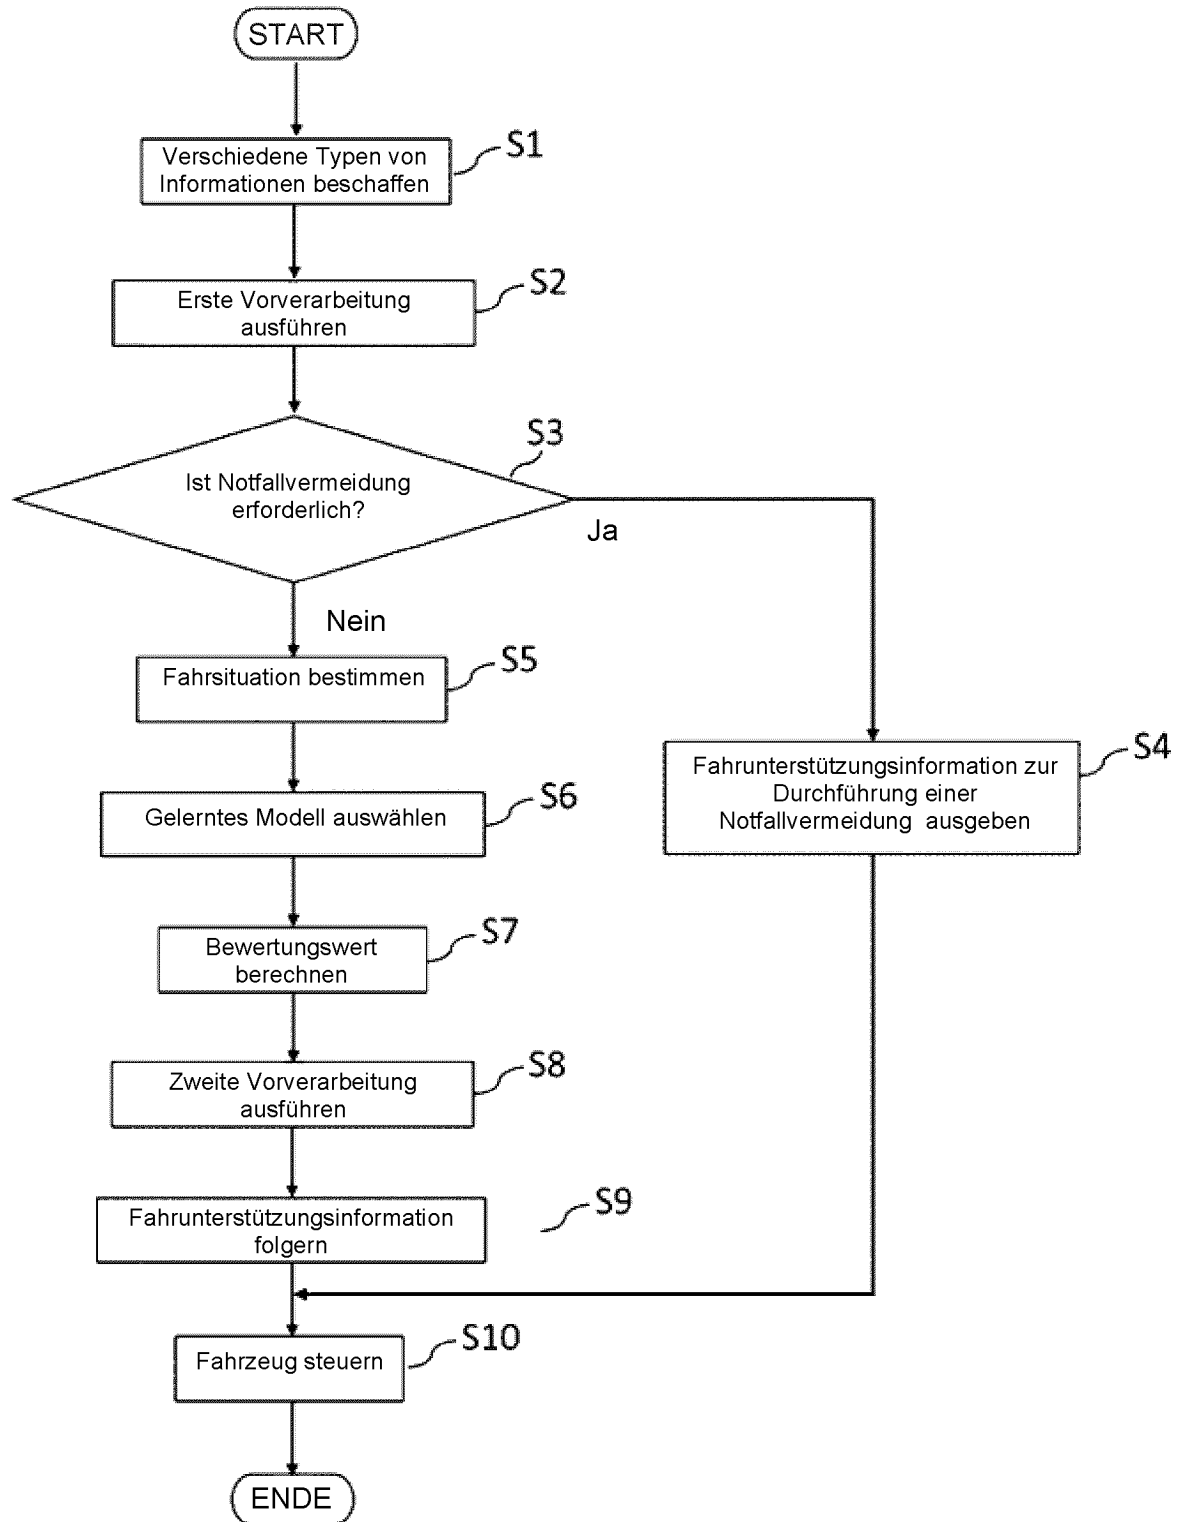 START
Verschiedene Typen von
Informationen beschaffen
S1
Erste Vorverarbeitung
ausführen
S2
Ist Notfallvermeidung
erforderlich?
S3
Ja
Nein
Fahrsituation bestimmen
S5
Fahrunterstützungsinformation zur
Durchführung einer
Notfallvermeidung ausgeben
S4
Gelerntes Modell auswählen
S6
Bewertungswert
berechnen
S7
Zweite Vorverarbeitung
ausführen
S8
Fahrunterstützungsinformation
folgern
S9
Fahrzeug steuern
S10
ENDE